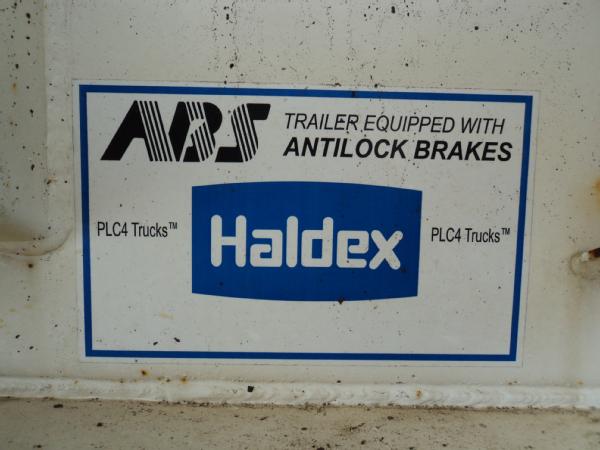 ABS TRAILER EQUIPPED WITH
ANTILOCK BRAKES
PLC4 Trucks™ Haldex PLC4 Trucks™